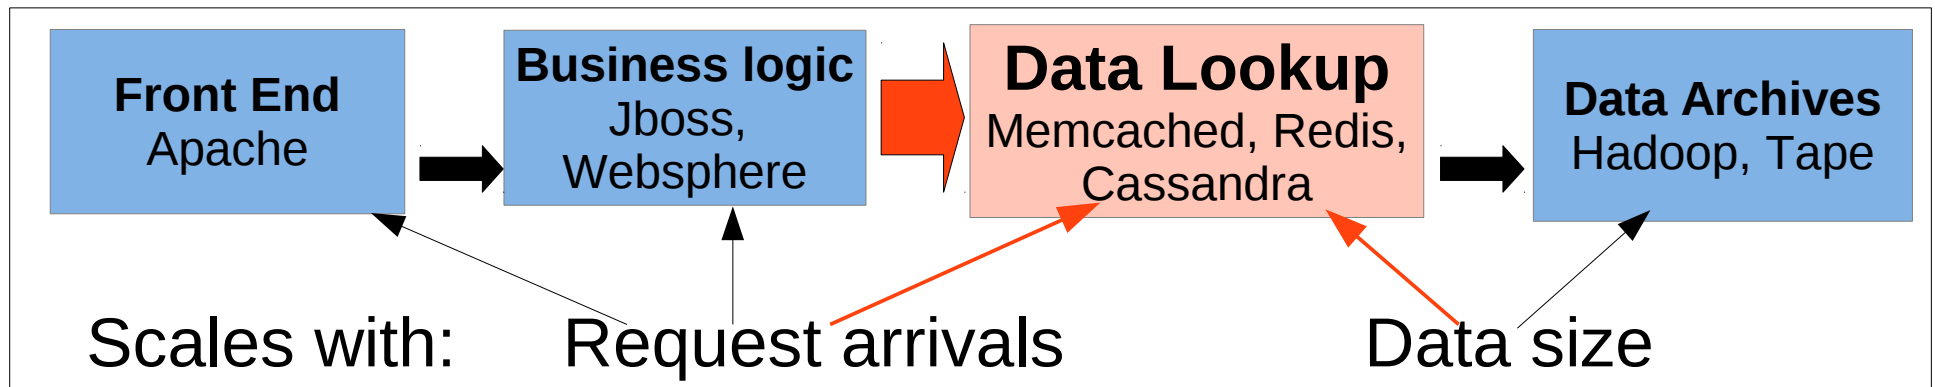 Front End
Apache
Business logic
Jboss,
Websphere
Data Lookup
Memcached, Redis,
Cassandra
Data Archives
Hadoop, Tape
Scales with:
Request arrivals
Data size